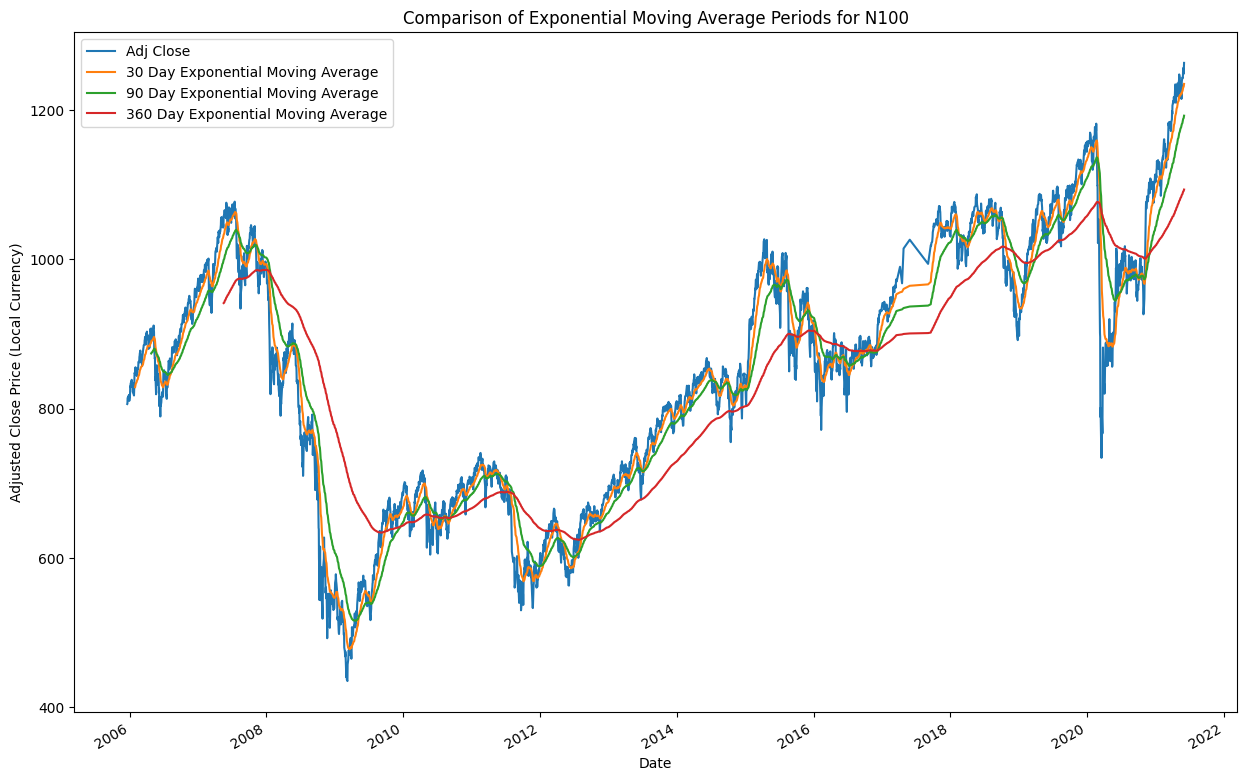 Comparison of Exponential Moving Average Periods for N100
Adj Close
30 Day Exponential Moving Average
90 Day Exponential Moving Average
360 Day Exponential Moving Average
Adjusted Close Price (Local Currency)
1200
1000
800
600
400
2006
2008
2010
2012
2014
2016
2018
2020
2022
Date